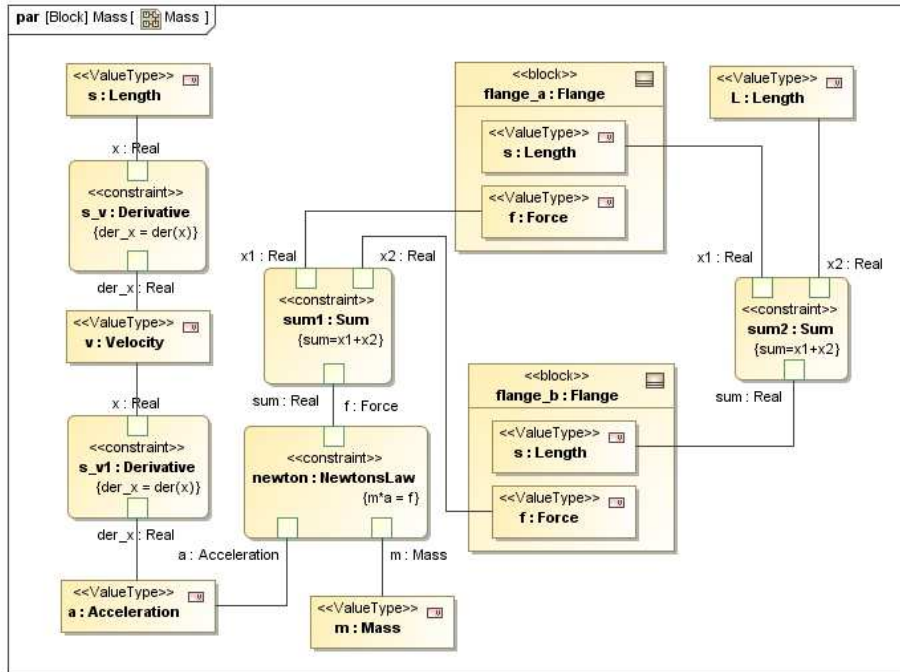 par [Block] Mass [ Mass ]
<<ValueType>>
s : Length
x : Real
<<constraint>>
s_v : Derivative
{der_x = der(x)}
der_x : Real
<<ValueType>>
v : Velocity
x : Real
<<constraint>>
s_v1 : Derivative
{der_x = der(x)}
der_x : Real
<<ValueType>>
a : Acceleration
x1 : Real
x2 : Real
<<constraint>>
sum1 : Sum
{sum=x1+x2}
sum : Real
f : Force
<<constraint>>
newton : NewtonsLaw
{m*a = f}
a : Acceleration
m : Mass
<<ValueType>>
m : Mass
<<block>>
flange_a : Flange
<<ValueType>>
s : Length
<<ValueType>>
f : Force
<<block>>
flange_b : Flange
<<ValueType>>
s : Length
<<ValueType>>
f : Force
<<ValueType>>
L : Length
x1 : Real
x2 : Real
<<constraint>>
sum2 : Sum
{sum=x1+x2}
sum : Real